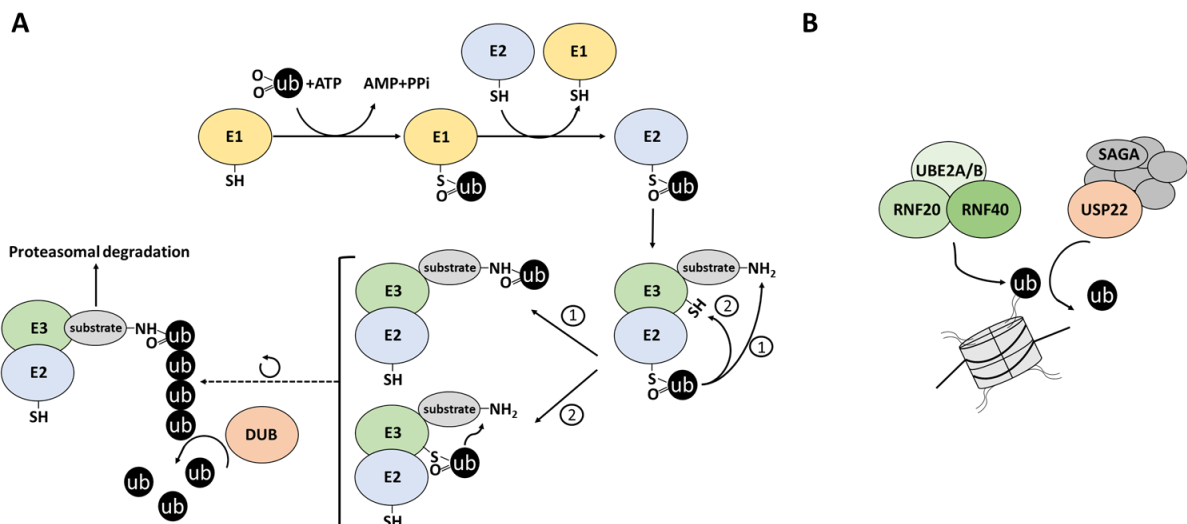 A
B
O
O
ub
+ATP
AMP+PPi
E2
SH
E1
SH
E1
SH
E1
S
O
ub
E2
S
O
ub
Proteasomal degradation
E3
substrate
NH
O
ub
ub
ub
ub
E2
SH
DUB
ub
ub
ub
E3
substrate
NH
O
ub
E2
SH
1
2
E3
substrate
NH2
S
O
ub
E2
SH
E3
substrate
NH2
SH
2
1
E2
S
O
ub
UBE2A/B
RNF20
RNF40
SAGA
USP22
ub
ub